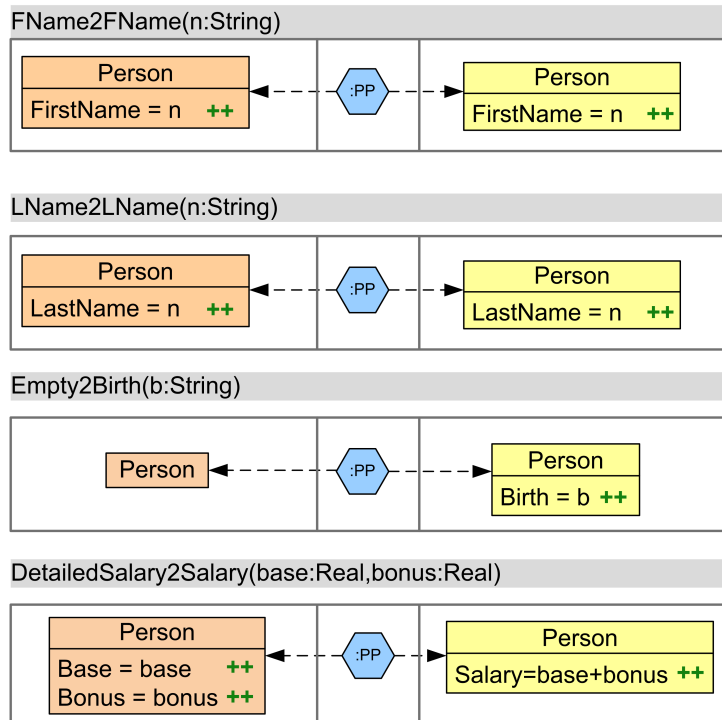 FName2FName(n:String)
Person
FirstName = n ++
:PP
Person
FirstName = n ++
LName2LName(n:String)
Person
LastName = n ++
:PP
Person
LastName = n ++
Empty2Birth(b:String)
Person
:PP
Person
Birth = b ++
DetailedSalary2Salary(base:Real,bonus:Real)
Person
Base = base ++
Bonus = bonus ++
:PP
Person
Salary=base+bonus ++